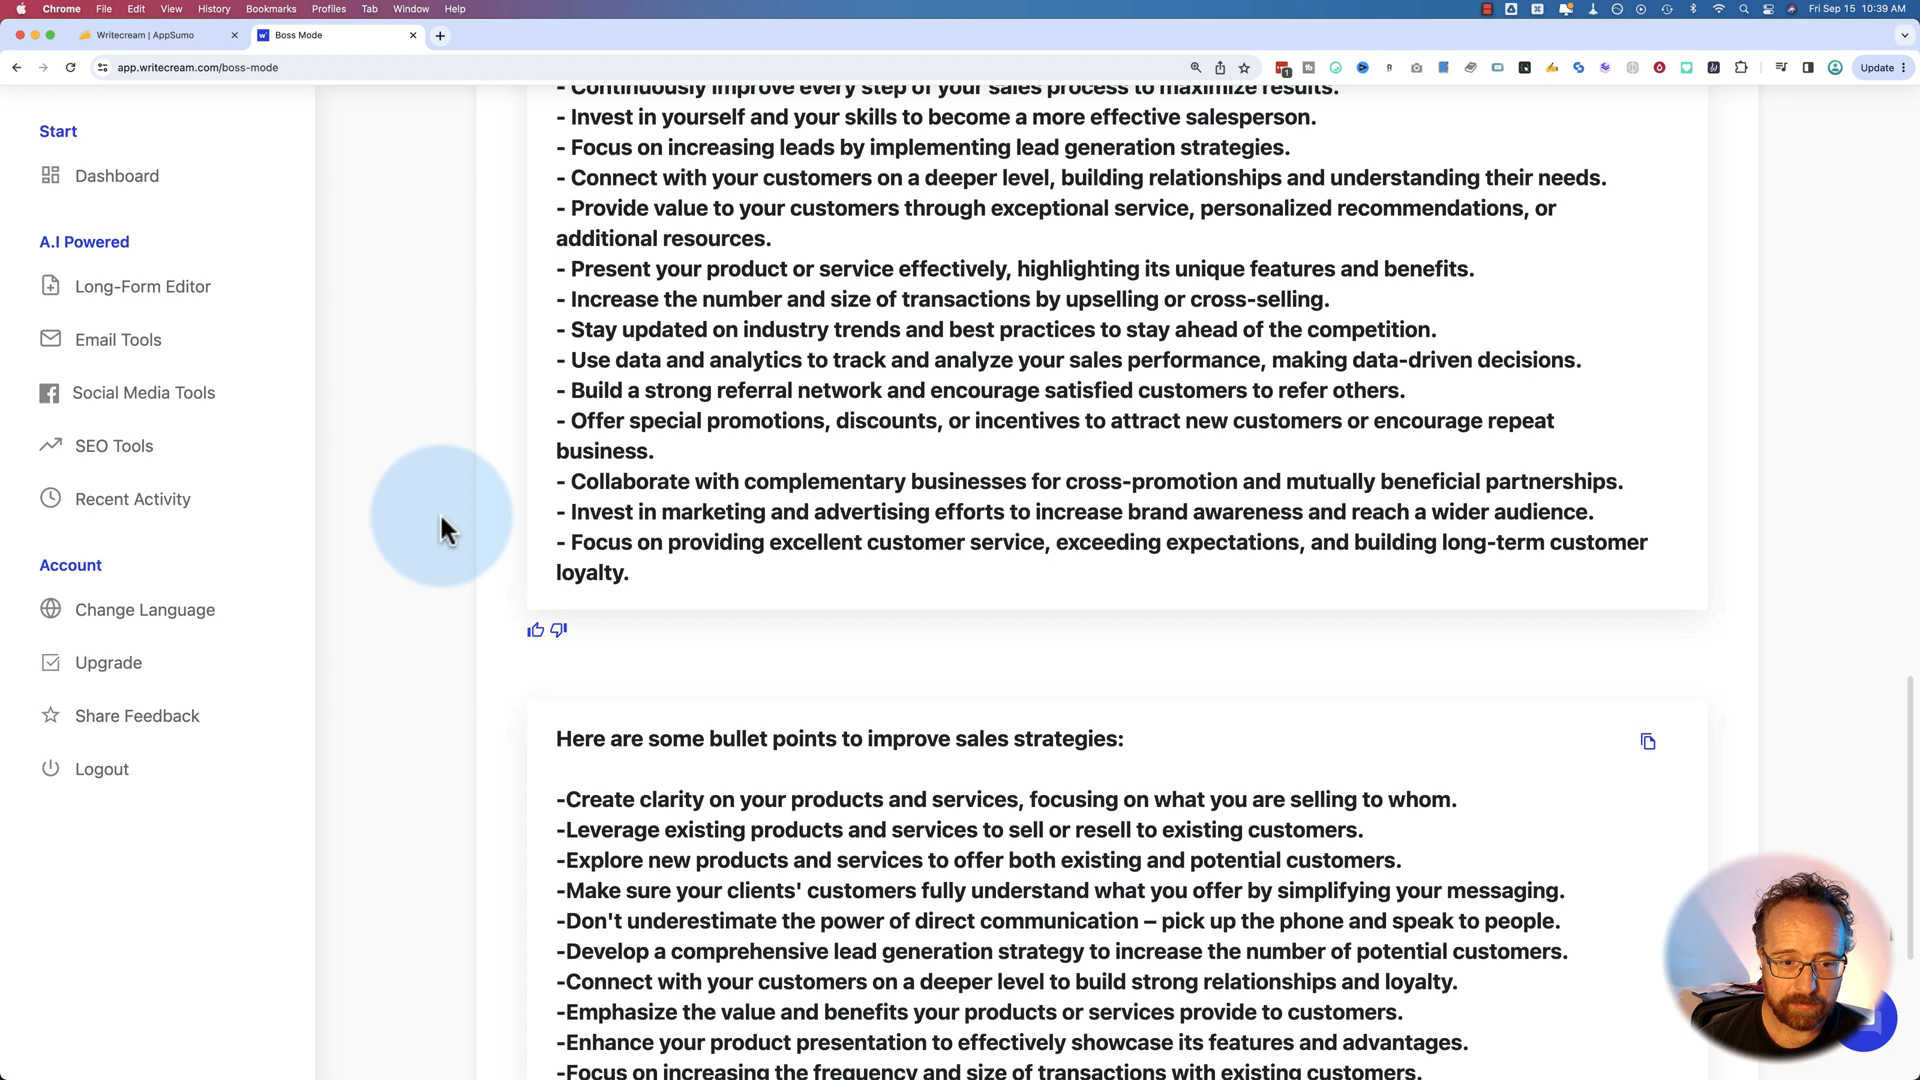 Chrome File Edit View History Bookmarks Profiles Tab Window Help Fri Sep 15 10:39 AM
Writecream | AppSumo Boss Mode
app.writecream.com/boss-mode Update
Start
Dashboard
A.I Powered
Long-Form Editor
Email Tools
Social Media Tools
SEO Tools
Recent Activity
Account
Change Language
Upgrade
Share Feedback
Logout
- Continuously improve every step of your sales process to maximize results.
- Invest in yourself and your skills to become a more effective salesperson.
- Focus on increasing leads by implementing lead generation strategies.
- Connect with your customers on a deeper level, building relationships and understanding their needs.
- Provide value to your customers through exceptional service, personalized recommendations, or
additional resources.
- Present your product or service effectively, highlighting its unique features and benefits.
- Increase the number and size of transactions by upselling or cross-selling.
- Stay updated on industry trends and best practices to stay ahead of the competition.
- Use data and analytics to track and analyze your sales performance, making data-driven decisions.
- Build a strong referral network and encourage satisfied customers to refer others.
- Offer special promotions, discounts, or incentives to attract new customers or encourage repeat
business.
- Collaborate with complementary businesses for cross-promotion and mutually beneficial partnerships.
- Invest in marketing and advertising efforts to increase brand awareness and reach a wider audience.
- Focus on providing excellent customer service, exceeding expectations, and building long-term customer
loyalty.
Here are some bullet points to improve sales strategies:
-Create clarity on your products and services, focusing on what you are selling to whom.
-Leverage existing products and services to sell or resell to existing customers.
-Explore new products and services to offer both existing and potential customers.
-Make sure your clients' customers fully understand what you offer by simplifying your messaging.
-Don't underestimate the power of direct communication – pick up the phone and speak to people.
-Develop a comprehensive lead generation strategy to increase the number of potential customers.
-Connect with your customers on a deeper level to build strong relationships and loyalty.
-Emphasize the value and benefits your products or services provide to customers.
-Enhance your product presentation to effectively showcase its features and advantages.
-Focus on increasing the frequency and size of transactions with existing customers.